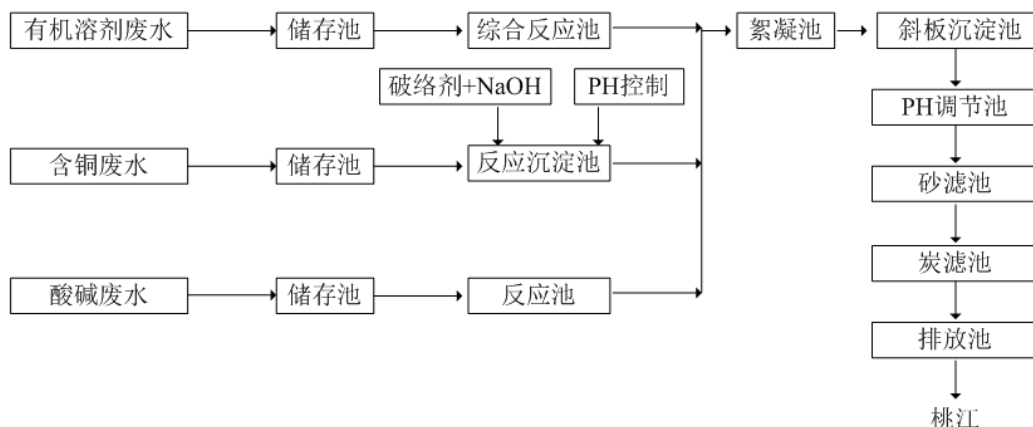 有机溶剂废水
储存池
综合反应池
絮凝池
斜板沉淀池
破络剂+NaOH
PH控制
PH调节池
含铜废水
储存池
反应沉淀池
砂滤池
炭滤池
酸碱废水
储存池
反应池
排放池
桃江